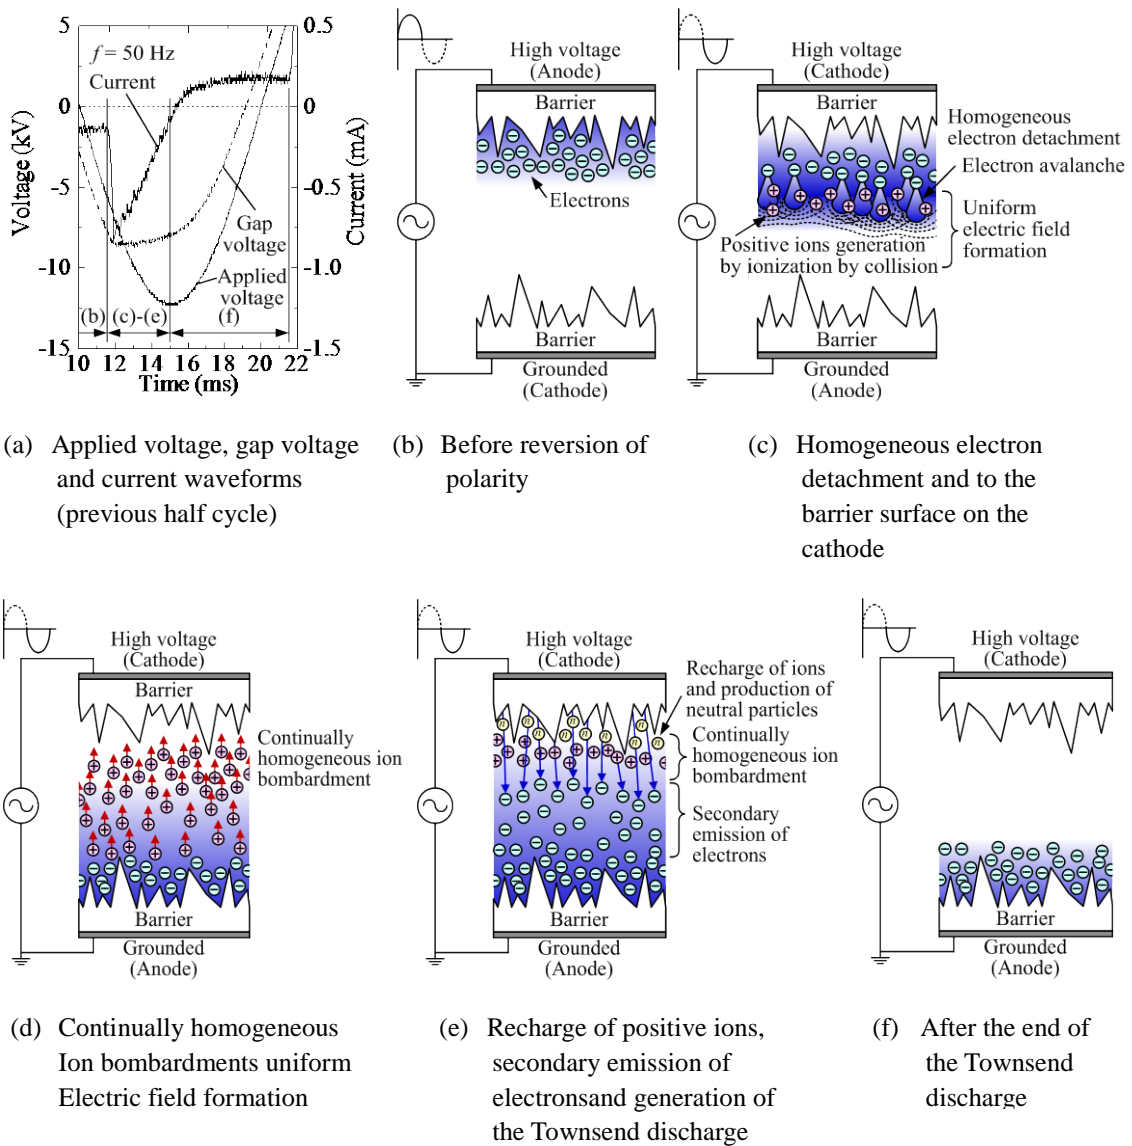 5
0
-5
-10
-15
Voltage (kV)
0.5
0
-0.5
-1.0
-1.5
Current (mA)
f = 50 Hz
Current
Gap
voltage
Applied
voltage
(b)
(c)-(e)
(f)
10 12 14 16 18 20 22
Time (ms)
(a) Applied voltage, gap voltage
and current waveforms
(previous half cycle)
High voltage
(Anode)
Barrier
Electrons
Barrier
Grounded
(Cathode)
(b) Before reversion of
polarity
High voltage
(Cathode)
Barrier
Homogeneous
electron detachment
Electron avalanche
Uniform
electric field
formation
Positive ions generation
by ionization by collision
Barrier
Grounded
(Anode)
(c) Homogeneous electron
detachment and to the
barrier surface on the
cathode
High voltage
(Cathode)
Barrier
Continually
homogeneous ion
bombardment
Barrier
Grounded
(Anode)
(d) Continually homogeneous
Ion bombardments uniform
Electric field formation
High voltage
(Cathode)
Barrier
Recharge of ions
and production of
neutral particles
Continually
homogeneous ion
bombardment
Secondary
emission of
electrons
n n n n n n n n n
Barrier
Grounded
(Anode)
(e) Recharge of positive ions,
secondary emission of
electronsand generation of
the Townsend discharge
High voltage
(Cathode)
Barrier
Barrier
Grounded
(Anode)
(f) After the end of
the Townsend
discharge